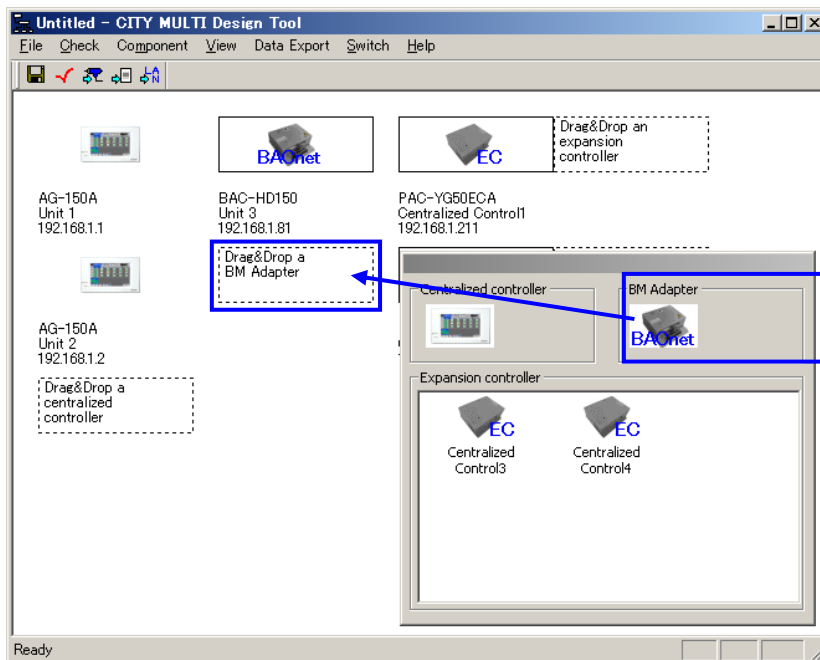 Untitled - CITY MULTI Design Tool
File Check Component View Data Export Switch Help
LAN
BACnet
EC
Drag&Drop an
expansion
controller
AG-150A
Unit 1
192.168.1.1
BAC-HD150
Unit 3
192.168.1.81
PAC-YG50ECA
Centralized Control1
192.168.1.211
Drag&Drop a
BM Adapter
AG-150A
Unit 2
192.168.1.2
Drag&Drop a
centralized
controller
Centralized controller
BM Adapter
BACnet
Expansion controller
EC
Centralized
Control3
EC
Centralized
Control4
Ready